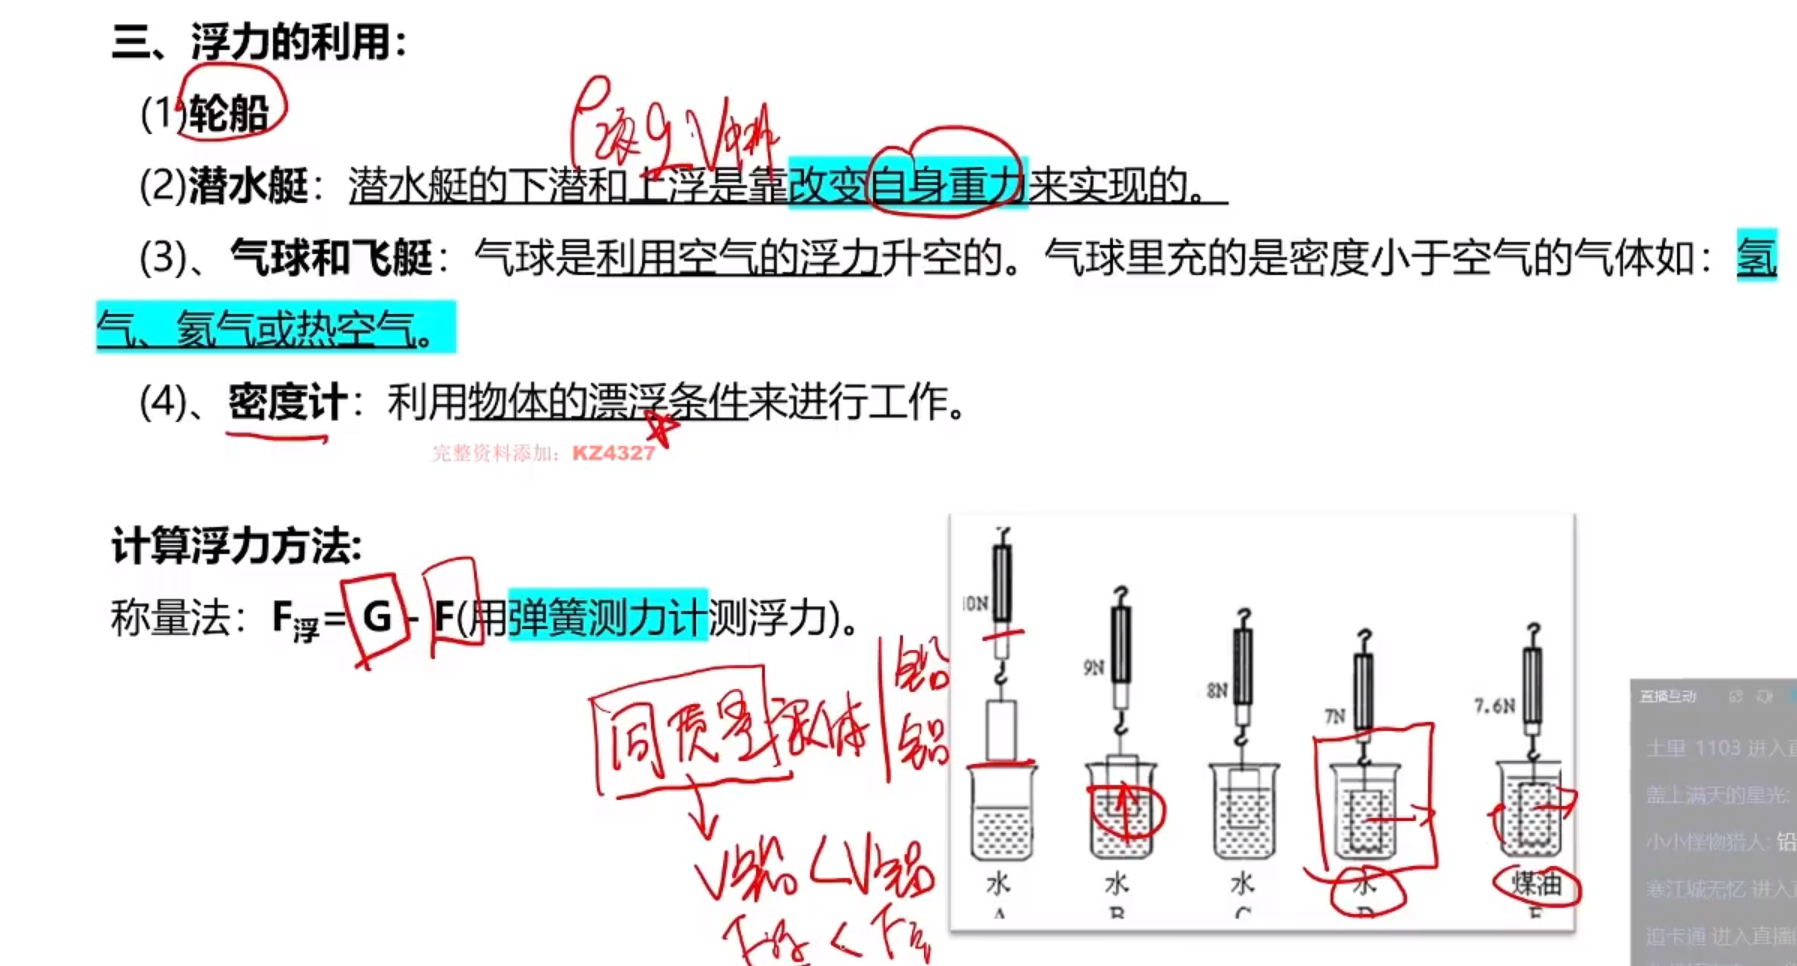 三、浮力的利用：
(1)轮船
ρ液gV排
(2)潜水艇：潜水艇的下潜和上浮是靠改变自身重力来实现的。
(3)、气球和飞艇：气球是利用空气的浮力升空的。气球里充的是密度小于空气的气体如：氢
气、氦气或热空气。
(4)、密度计：利用物体的漂浮条件来进行工作。
完整资料添加：KZ4327
计算浮力方法:
称量法：F浮= G - F(用弹簧测力计测浮力)。
同质量 铅
铝
V铅 < V铝
10N
9N
8N
7N
7.6N
水 水 水 水 煤油
A B C D E
直播互动
土里 1103 进入直
盖上满天的星光:
小小怪物猎人: 铅
寒江城无忆 进入直
追卡通 进入直播间